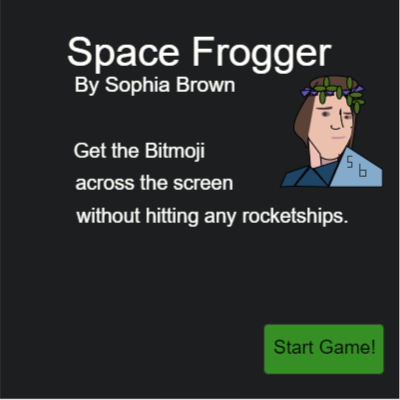 Space Frogger
By Sophia Brown
Get the Bitmoji
across the screen
without hitting any rocketships.
S b
Start Game!